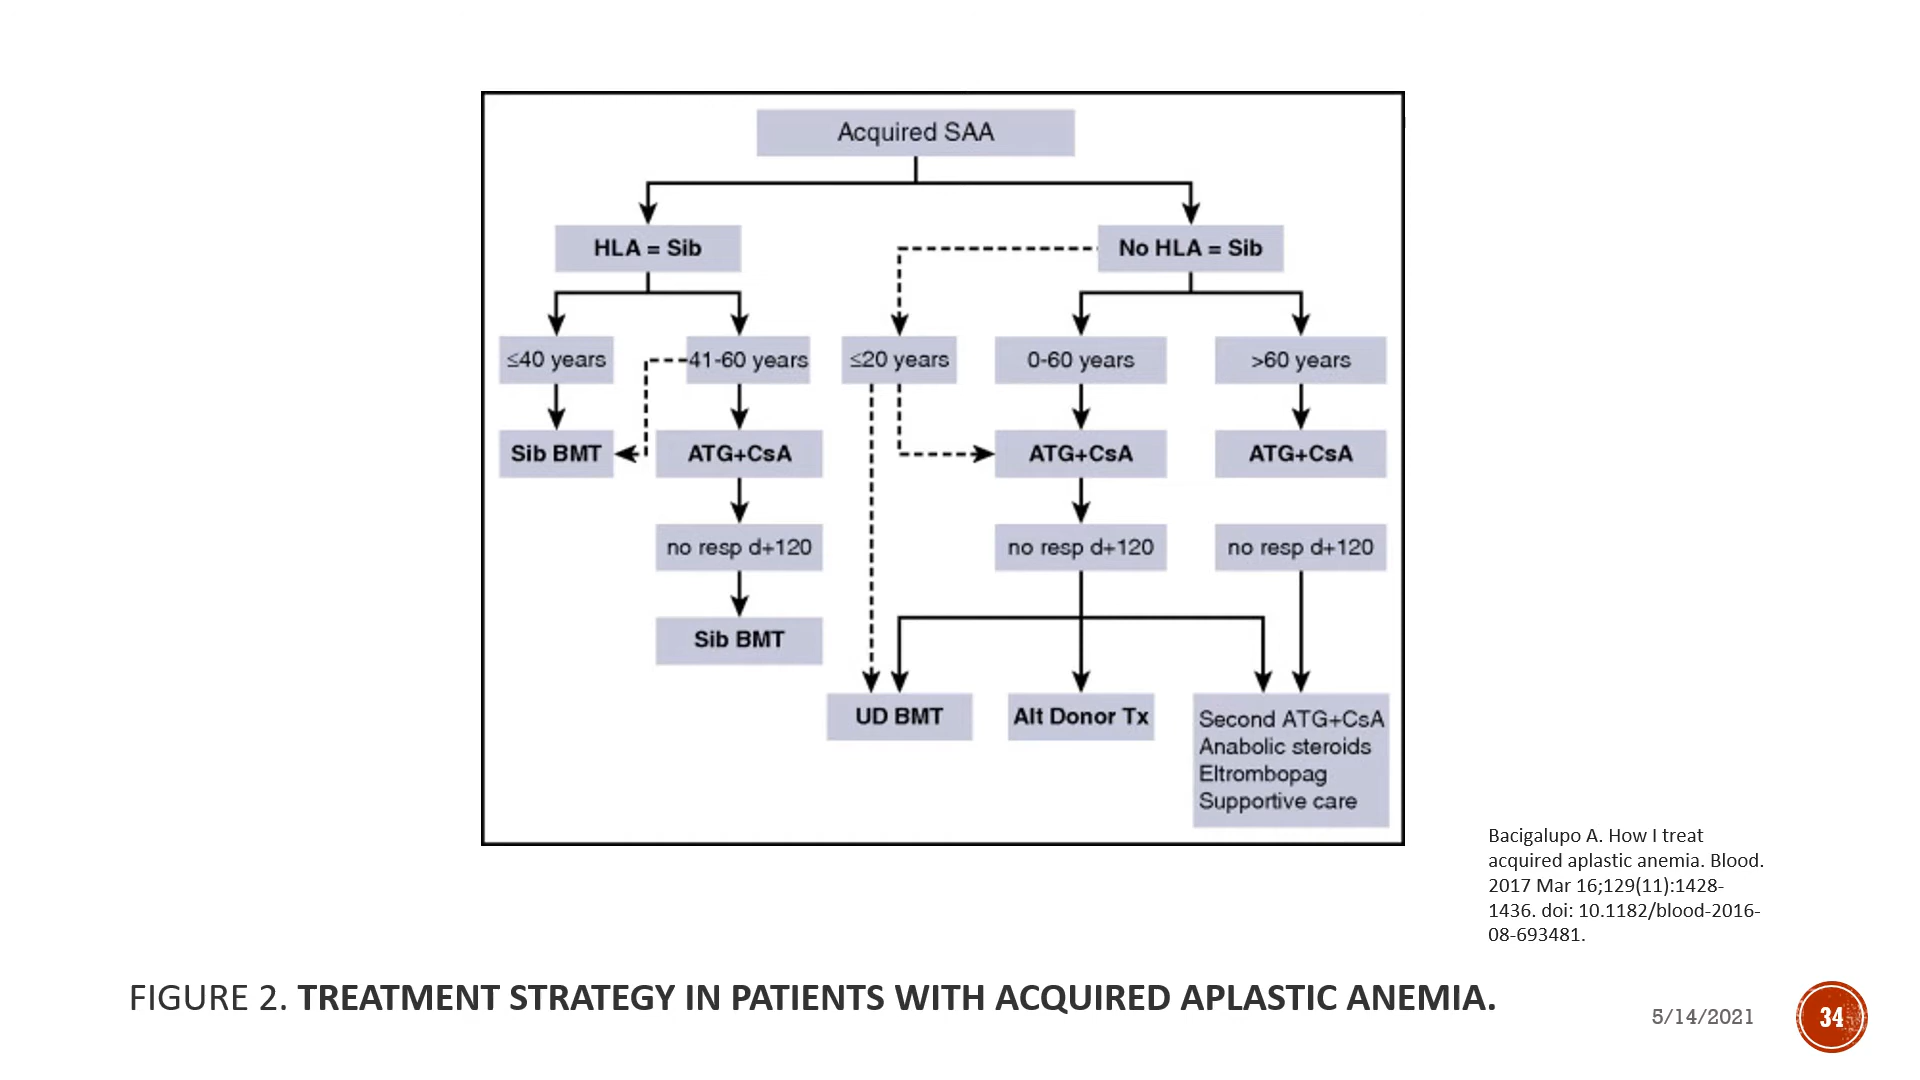 Acquired SAA
HLA = Sib
No HLA = Sib
≤40 years
41-60 years
≤20 years
0-60 years
>60 years
Sib BMT
ATG+CsA
ATG+CsA
ATG+CsA
no resp d+120
no resp d+120
no resp d+120
Sib BMT
UD BMT
Alt Donor Tx
Second ATG+CsA
Anabolic steroids
Eltrombopag
Supportive care
Bacigalupo A. How I treat
acquired aplastic anemia. Blood.
2017 Mar 16;129(11):1428-
1436. doi: 10.1182/blood-2016-
08-693481.
FIGURE 2. TREATMENT STRATEGY IN PATIENTS WITH ACQUIRED APLASTIC ANEMIA.
5/14/2021
34